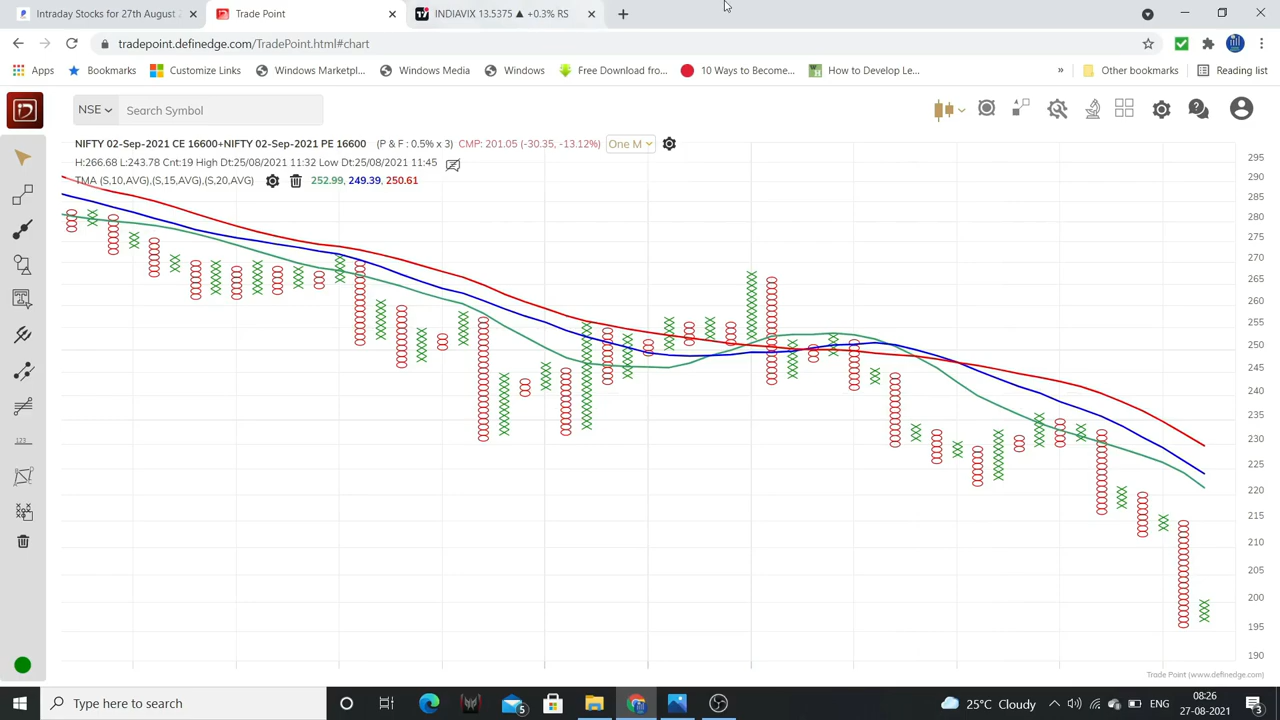 Intraday Stocks for 27th August 2
Trade Point
INDIAVIX 13.5375 ▲ +0.3% RS
tradepoint.definedge.com/TradePoint.html#chart
Apps
Bookmarks
Customize Links
Windows Marketpl...
Windows Media
Windows
Free Download fro...
10 Ways to Become...
How to Develop Le...
»
Other bookmarks
Reading list
NSE
Search Symbol
NIFTY 02-Sep-2021 CE 16600+NIFTY 02-Sep-2021 PE 16600 (P & F : 0.5% x 3) CMP: 201.05 (-30.35, -13.12%) One M
H:266.68 L:243.78 Cnt:19 High Dt:25/08/2021 11:32 Low Dt:25/08/2021 11:45
TMA (S,10,AVG),(S,15,AVG),(S,20,AVG) 252.99, 249.39, 250.61
295
290
285
280
275
270
265
260
255
250
245
240
235
230
225
220
215
210
205
200
195
190
123
Trade Point (www.definedge.com)
Type here to search
5
25°C Cloudy
ENG
08:26
27-08-2021
3